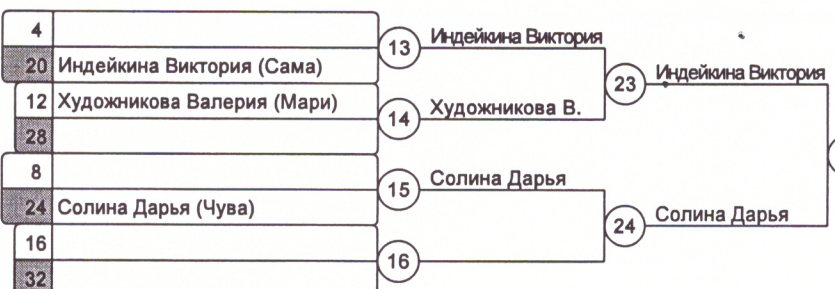 4
13 Индейкина Виктория
20 Индейкина Виктория (Сама)
23 Индейкина Виктория
12 Художникова Валерия (Мари)
14 Художникова В.
28
8
15 Солина Дарья
24 Солина Дарья (Чува)
24 Солина Дарья
16
16
32